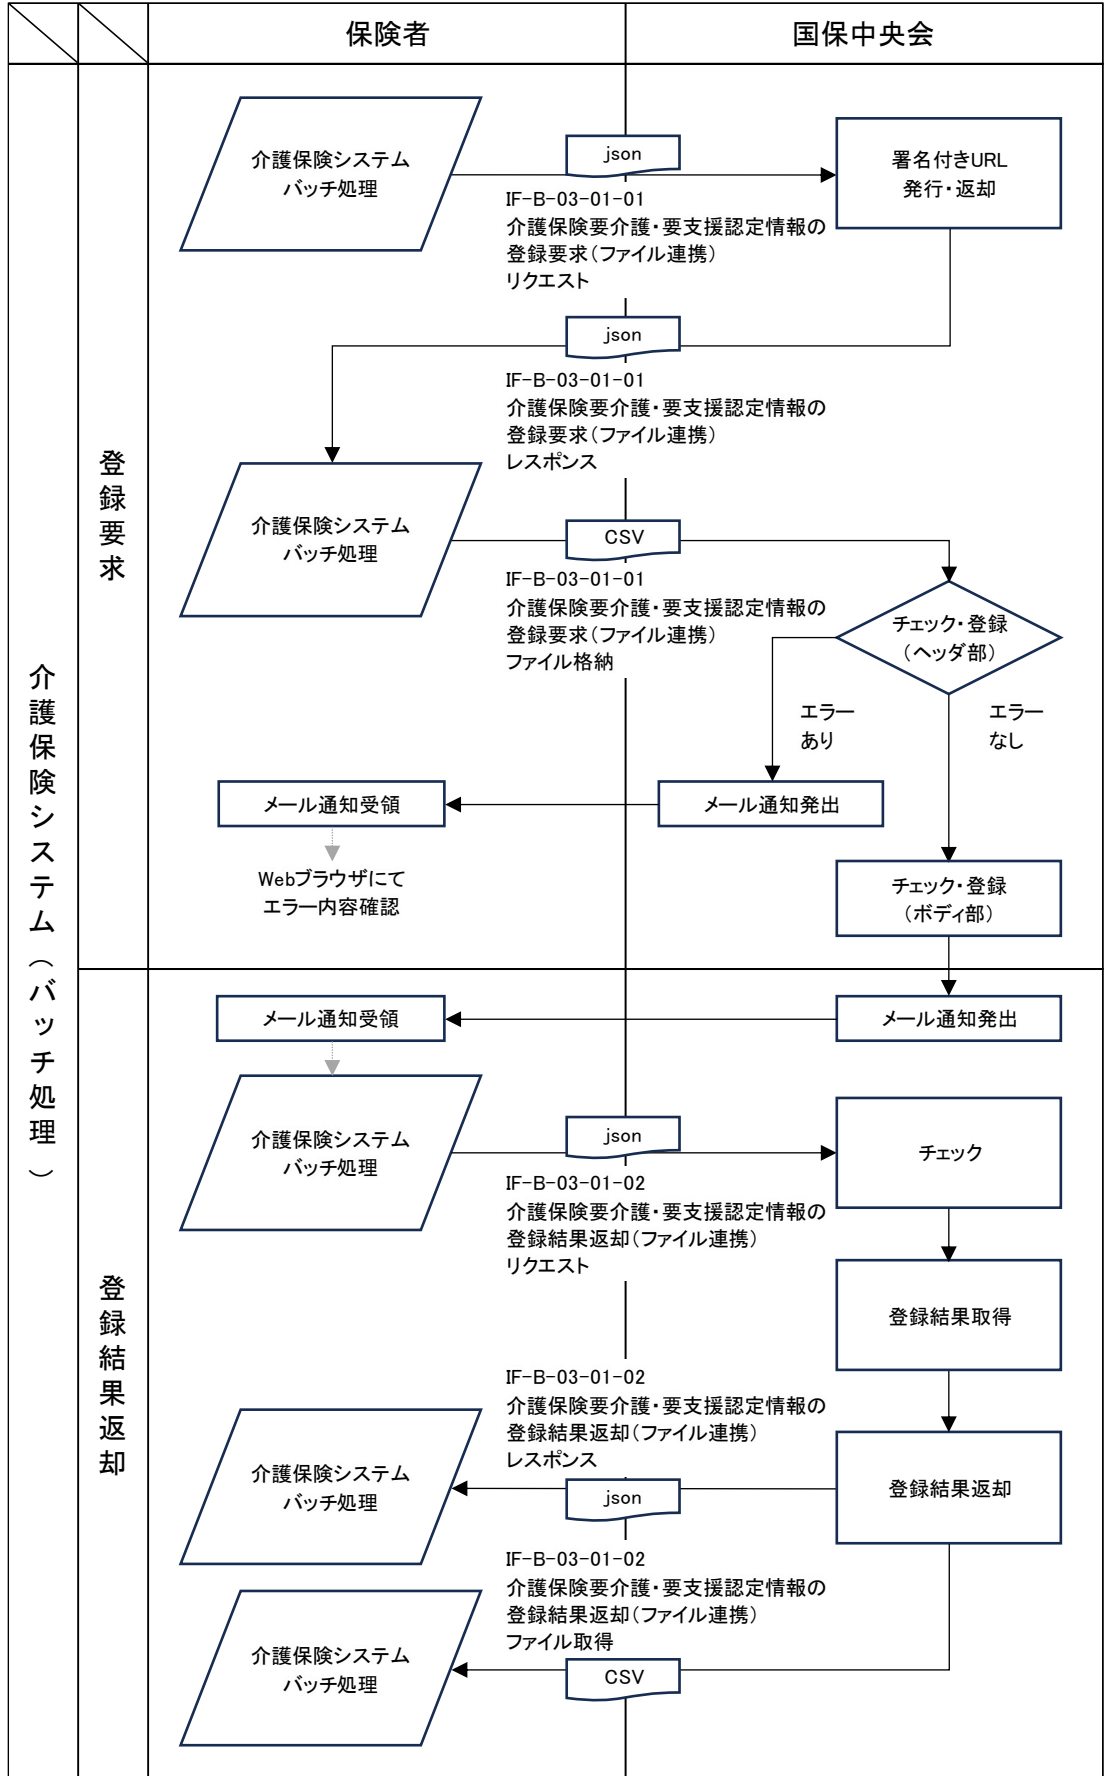 保険者
国保中央会
介護保険システム（バッチ処理）
登録要求
介護保険システム
バッチ処理
json
署名付きURL
発行・返却
IF-B-03-01-01
介護保険要介護・要支援認定情報の
登録要求（ファイル連携）
リクエスト
json
IF-B-03-01-01
介護保険要介護・要支援認定情報の
登録要求（ファイル連携）
レスポンス
介護保険システム
バッチ処理
CSV
IF-B-03-01-01
介護保険要介護・要支援認定情報の
登録要求（ファイル連携）
ファイル格納
チェック・登録
（ヘッダ部）
エラー
あり
エラー
なし
メール通知受領
メール通知発出
Webブラウザにて
エラー内容確認
チェック・登録
（ボディ部）
登録結果返却
メール通知受領
メール通知発出
介護保険システム
バッチ処理
json
チェック
IF-B-03-01-02
介護保険要介護・要支援認定情報の
登録結果返却（ファイル連携）
リクエスト
登録結果取得
IF-B-03-01-02
介護保険要介護・要支援認定情報の
登録結果返却（ファイル連携）
レスポンス
介護保険システム
バッチ処理
json
登録結果返却
IF-B-03-01-02
介護保険要介護・要支援認定情報の
登録結果返却（ファイル連携）
ファイル取得
介護保険システム
バッチ処理
CSV